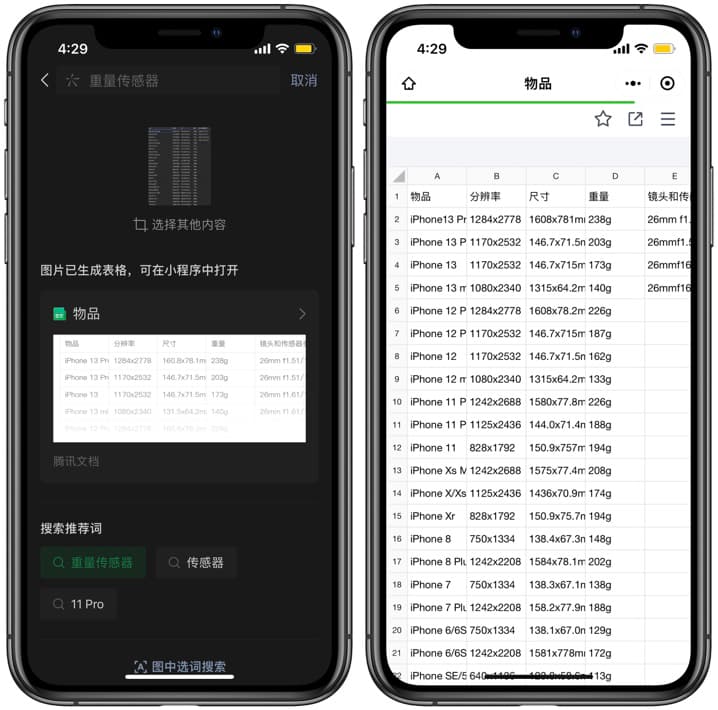 4:29
重量传感器 取消
选择其他内容
图片已生成表格，可在小程序中打开
物品
物品 分辨率 尺寸 重量 镜头和传感器
iPhone 13 Pr 1284x2778 160.8x78.1m 238g 26mm f1.51/
iPhone 13 P 1170x2532 146.7x71.5m 203g 26mm f1.51/
iPhone 13 1170x2532 146.7x71.5m 173g 26mm f1.61/
iPhone 13 mi 1080x2340 131.5x64.2m 140g 26mm f1.61/
iPhone 12 P 1284x2778
腾讯文档
搜索推荐词
重量传感器 传感器
11 Pro
图中选词搜索
4:29
物品
A B C D E
1 物品 分辨率 尺寸 重量 镜头和传
2 iPhone13 Pr 1284x2778 1608x781m 238g 26mm f1.
3 iPhone 13 P 1170x2532 146.7x71.5n 203g 26mmf1.5
4 iPhone 13 1170x2532 146.7x715m 173g 26mmf16
5 iPhone 13 m 1080x2340 1315x64.2m 140g 26mmf16
6 iPhone 12 P 1284x2778 1608x78.2m 226g
7 iPhone 12 P 1170x2532 146.7x715m 187g
8 iPhone 12 1170x2532 146.7x71.5n 162g
9 iPhone 12 m 1080x2340 1315x64.2m 133g
10 iPhone 11 P 1242x2688 1580x77.8m 226g
11 iPhone 11 P 1125x2436 144.0x71.4n 188g
12 iPhone 11 828x1792 150.9x757m 194g
13 iPhone Xs M 1242x2688 1575x77.4m 208g
14 iPhone X/Xs 1125x2436 1436x70.9m 174g
15 iPhone Xr 828x1792 150.9x75.7n 194g
16 iPhone 8 750x1334 138.4x67.3n 148g
17 iPhone 8 Plu 1242x2208 1584x78.1m 202g
18 iPhone 7 750x1334 138.3x67.1n 138g
19 iPhone 7 Plu 1242x2208 158.2x77.9n 188g
20 iPhone 6/6S 750x1334 138.1x67.0n 129g
21 iPhone 6/6S 1242x2208 1581x778m 172g
22 iPhone SE/5 113g